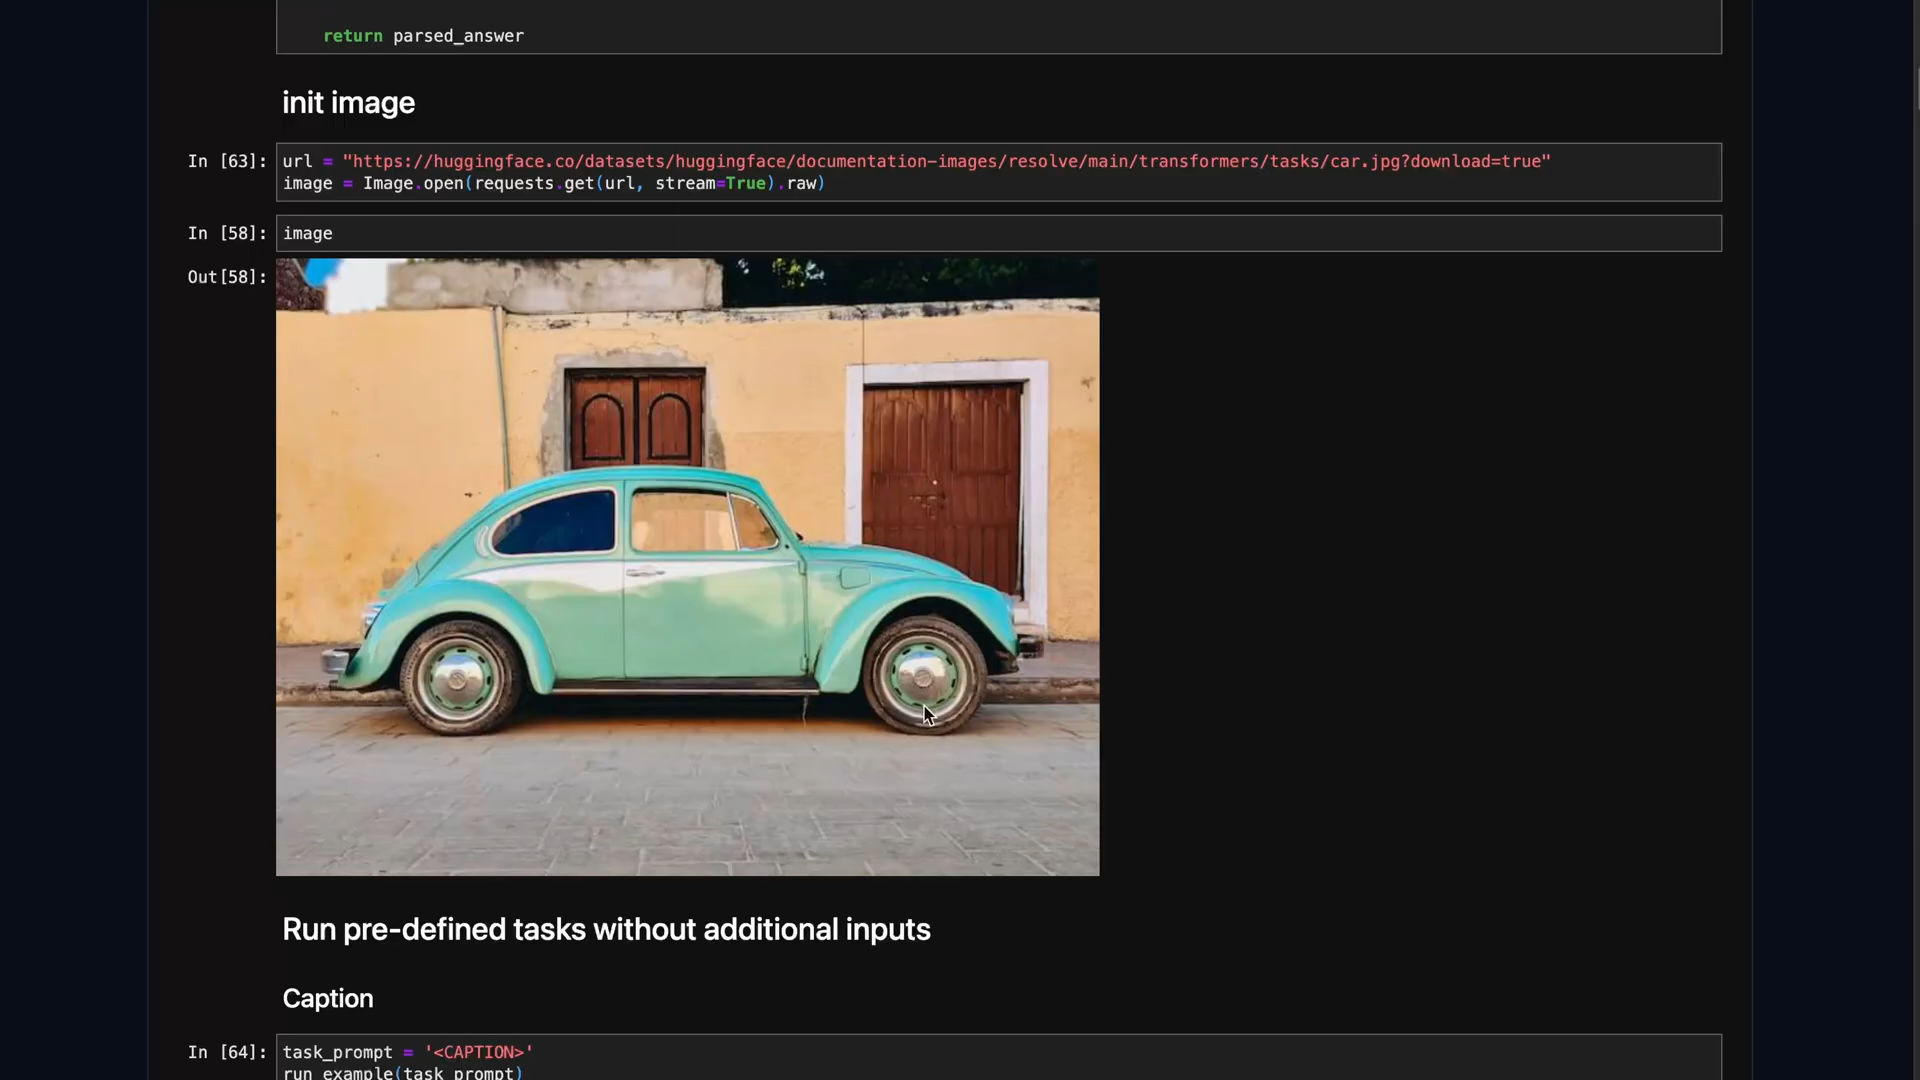 return parsed_answer
init image
In [63]:
url = "https://huggingface.co/datasets/huggingface/documentation-images/resolve/main/transformers/tasks/car.jpg?download=true"
image = Image.open(requests.get(url, stream=True).raw)
In [58]:
image
Out[58]:
Run pre-defined tasks without additional inputs
Caption
In [64]:
task_prompt = '<CAPTION>'
run_example(task_prompt)